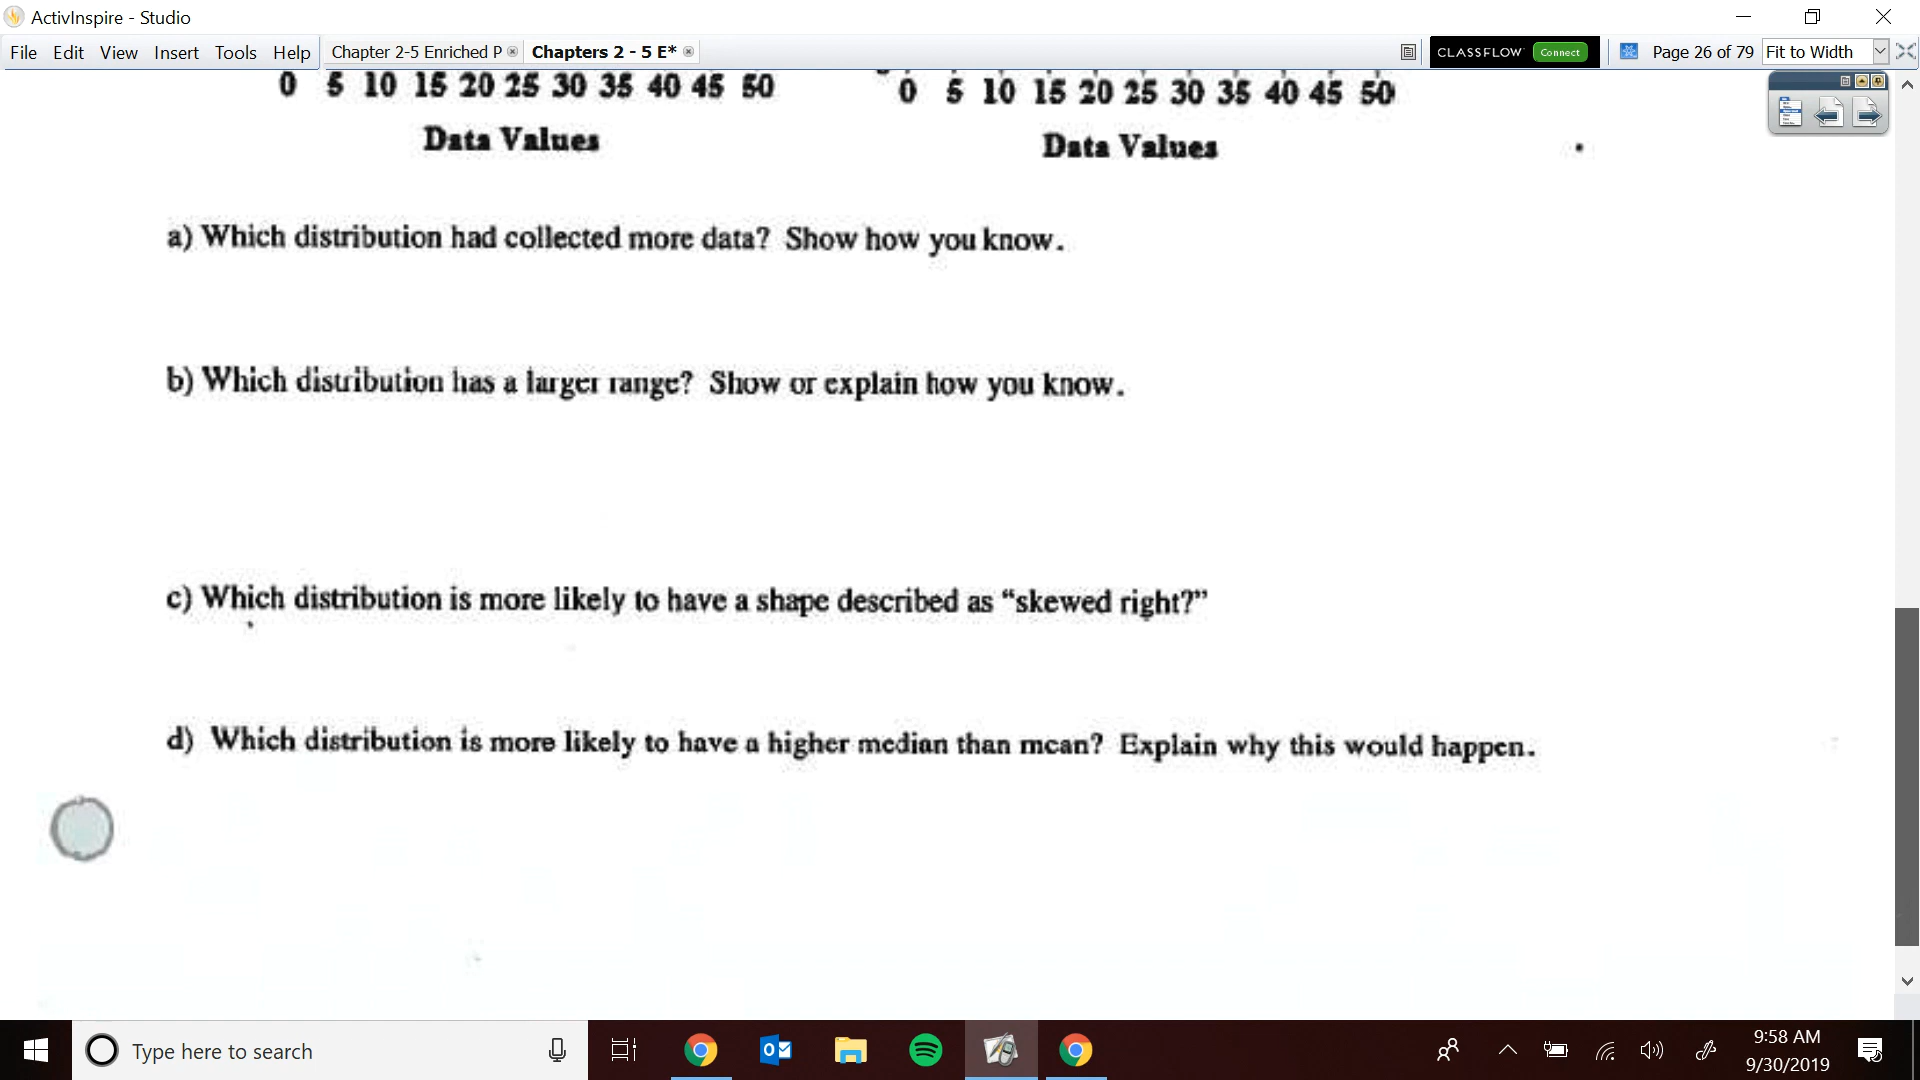 ActivInspire - Studio
File Edit View Insert Tools Help Chapter 2-5 Enriched P Chapters 2 - 5 E* CLASSFLOW Connect Page 26 of 79 Fit to Width
0 5 10 15 20 25 30 35 40 45 50 0 5 10 15 20 25 30 35 40 45 50
Data Values Data Values
a) Which distribution had collected more data? Show how you know.
b) Which distribution has a larger range? Show or explain how you know.
c) Which distribution is more likely to have a shape described as “skewed right?”
d) Which distribution is more likely to have a higher median than mean? Explain why this would happen.
Type here to search
9:58 AM
9/30/2019